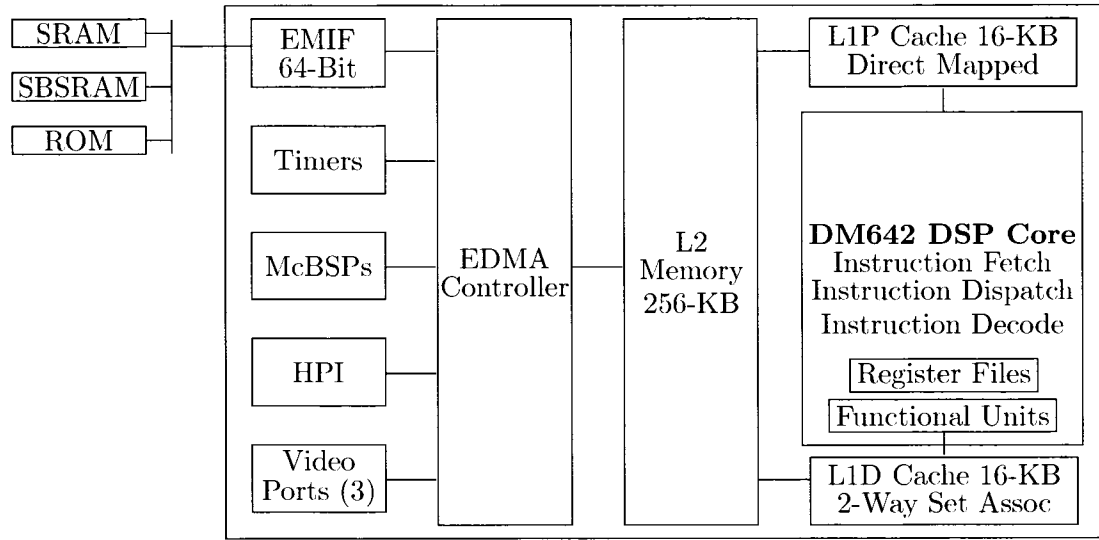 SRAM
SBSRAM
ROM
EMIF
64-Bit
Timers
McBSPs
HPI
Video
Ports (3)
EDMA
Controller
L2
Memory
256-KB
L1P Cache 16-KB
Direct Mapped
DM642 DSP Core
Instruction Fetch
Instruction Dispatch
Instruction Decode
Register Files
Functional Units
L1D Cache 16-KB
2-Way Set Assoc